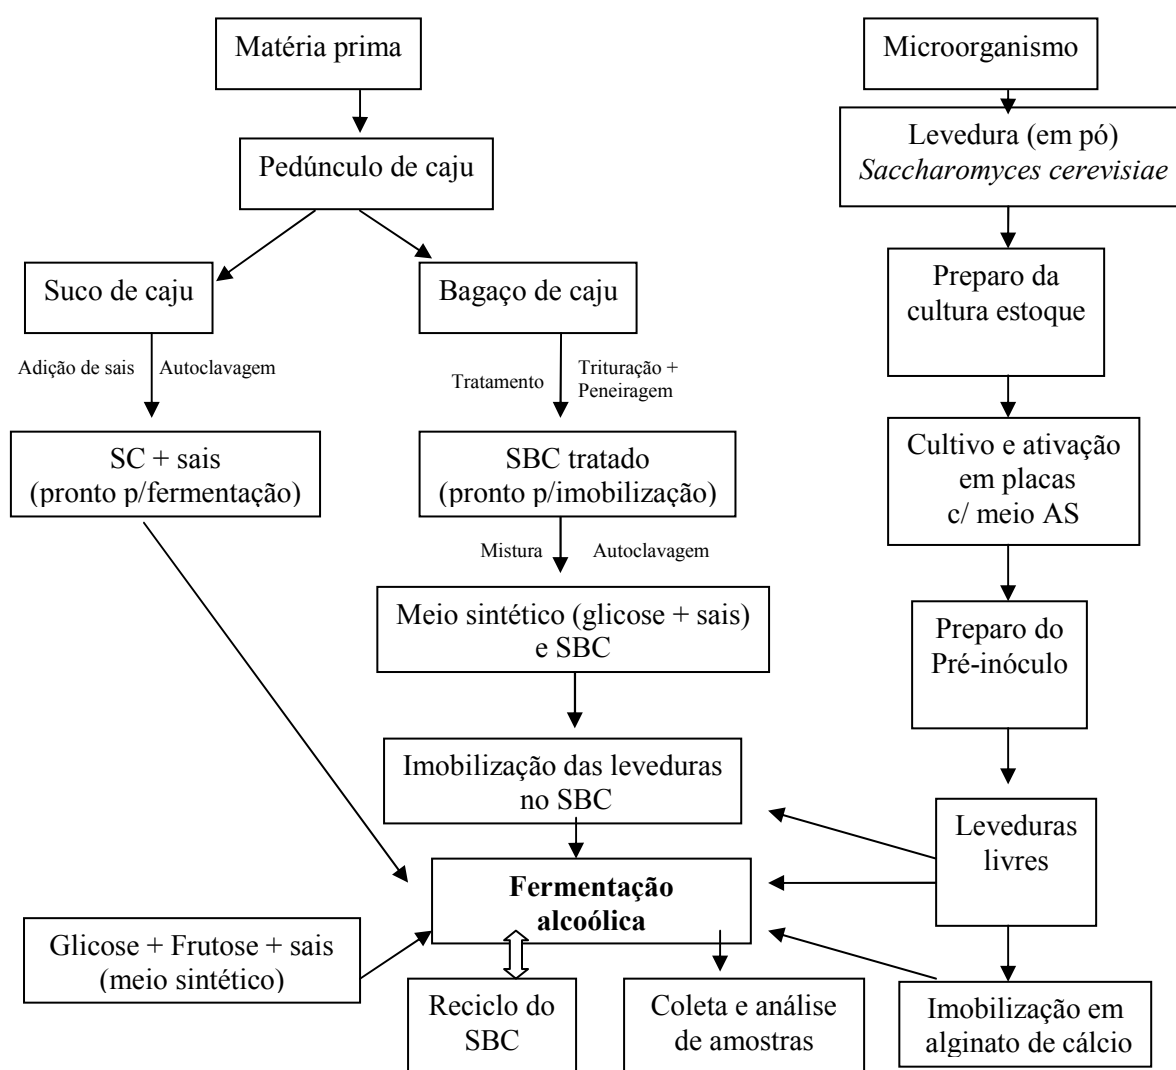 Matéria prima
Microorganismo
Levedura (em pó)
Saccharomyces cerevisiae
Pedúnculo de caju
Suco de caju
Bagaço de caju
Preparo da
cultura estoque
Adição de sais
Autoclavagem
Tratamento
Trituração +
Peneiragem
SC + sais
(pronto p/fermentação)
SBC tratado
(pronto p/imobilização)
Cultivo e ativação
em placas
c/ meio AS
Mistura
Autoclavagem
Meio sintético (glicose + sais)
e SBC
Preparo do
Pré-inóculo
Imobilização das leveduras
no SBC
Leveduras
livres
Fermentação
alcoólica
Glicose + Frutose + sais
(meio sintético)
Reciclo do
SBC
Coleta e análise
de amostras
Imobilização em
alginato de cálcio